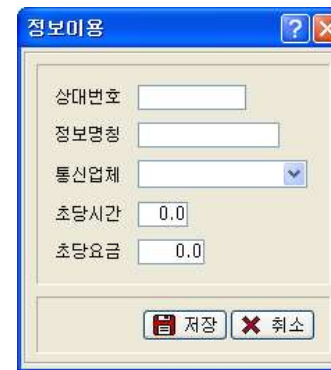 정보이용
상대번호
정보명칭
통신업체
초당시간 0.0
초당요금 0.0
저장 취소